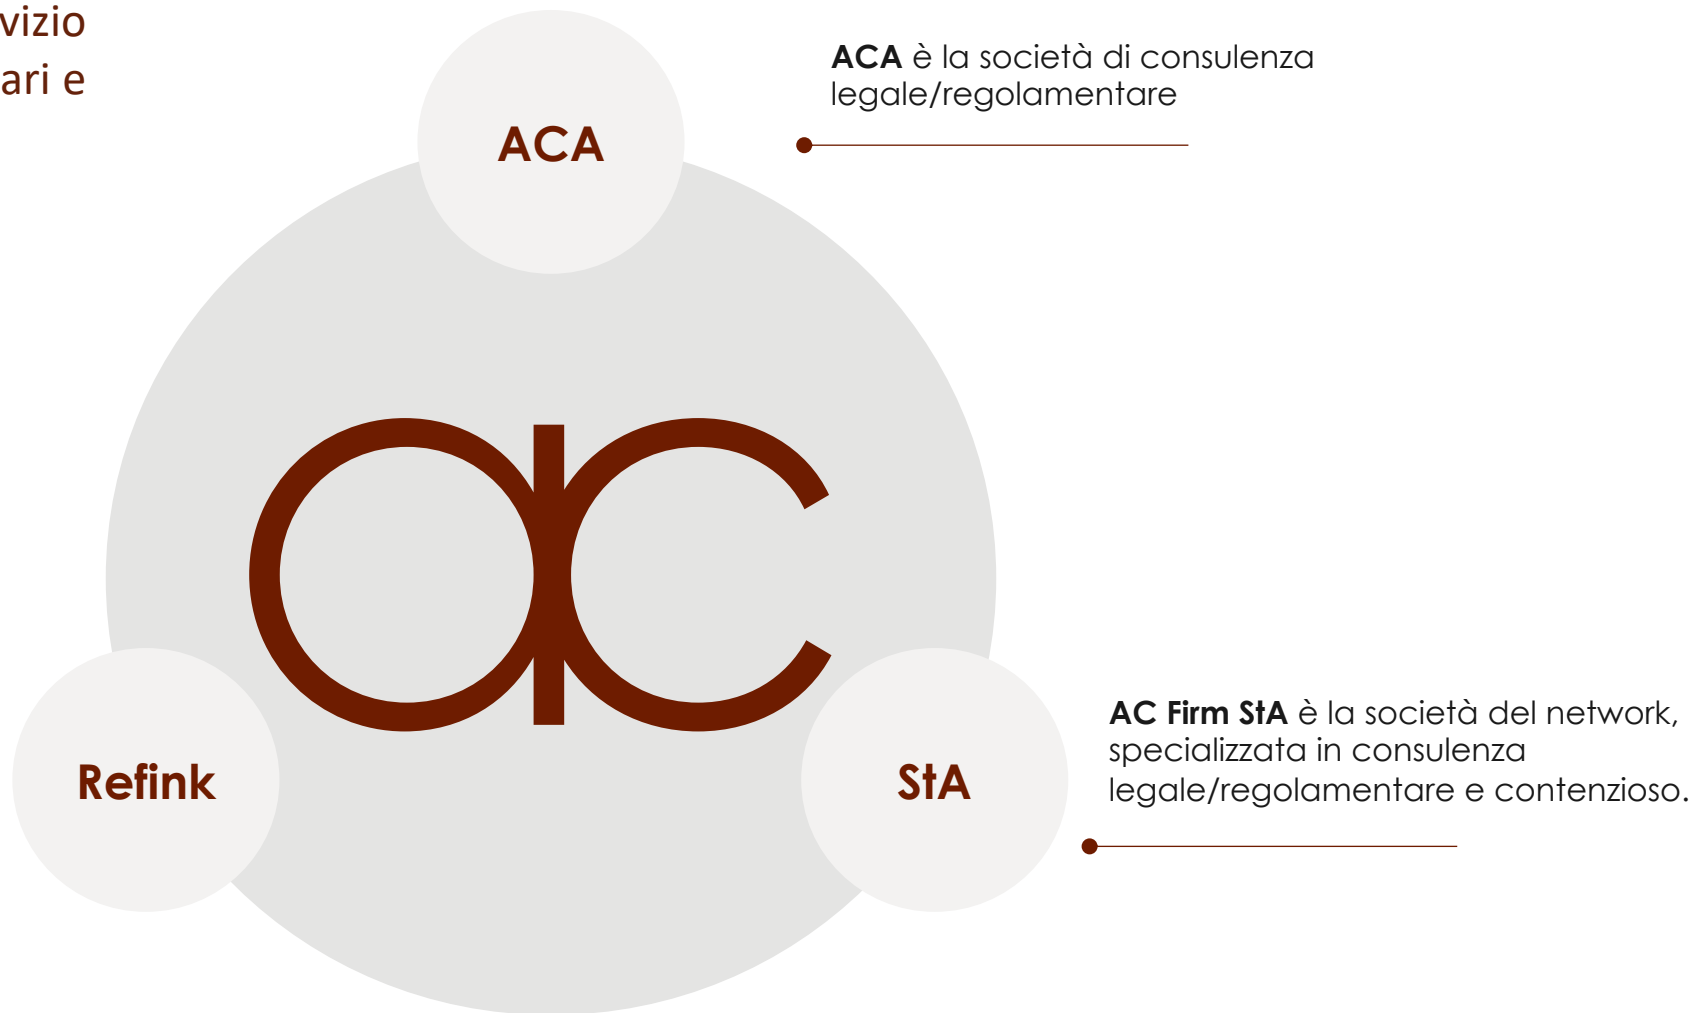 vizio
ari e
ACA è la società di consulenza
legale/regolamentare
ACA
ac
AC Firm StA è la società del network,
specializzata in consulenza
legale/regolamentare e contenzioso.
Refink
StA